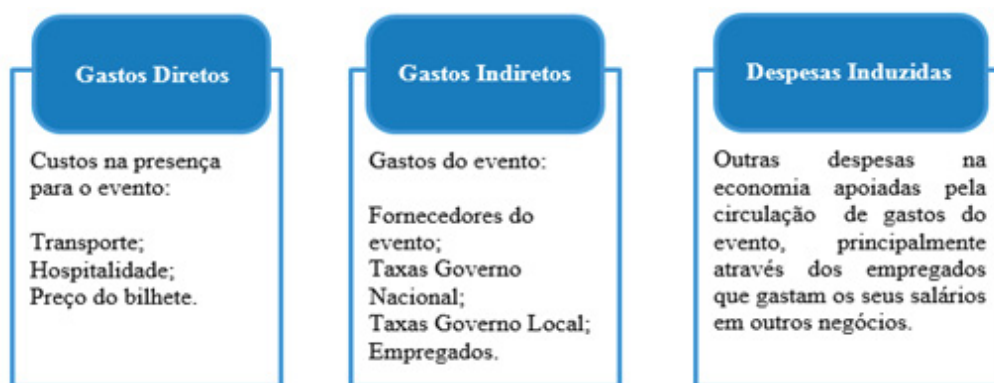 Gastos Diretos
Custos na presença
para o evento:
Transporte;
Hospitalidade;
Preço do bilhete.
Gastos Indiretos
Gastos do evento:
Fornecedores do
evento;
Taxas Governo
Nacional;
Taxas Governo Local;
Empregados.
Despesas Induzidas
Outras despesas na
economia apoiadas pela
circulação de gastos do
evento, principalmente
através dos empregados
que gastam os seus salários
em outros negócios.